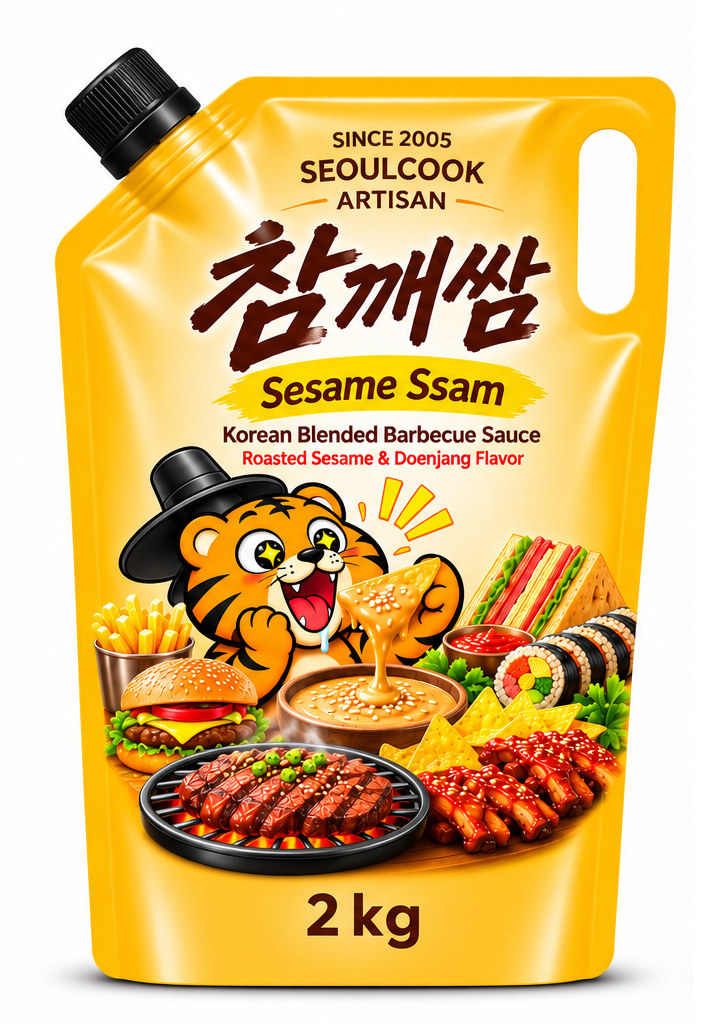 SINCE 2005
SEOULCOOK
ARTISAN
참깨쌈
Sesame Ssam
Korean Blended Barbecue Sauce
Roasted Sesame & Doenjang Flavor
2 kg